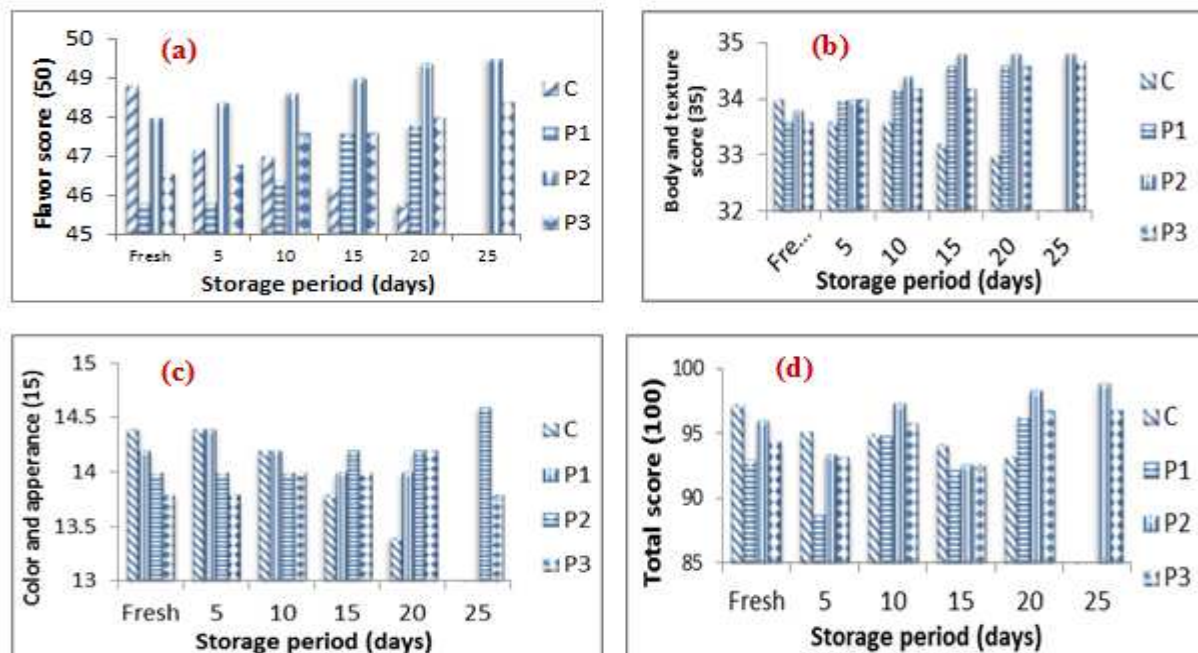 (a)
Flavor score (50)
50
49
48
47
46
45
Fresh 5 10 15 20 25
Storage period (days)
C
P1
P2
P3
(b)
Body and texture
score (35)
35
34
33
32
Fre... 5 10 15 20 25
Storage period (days)
C
P1
P2
P3
(c)
Color and apperance (15)
15
14.5
14
13.5
13
Fresh 5 10 15 20 25
Storage period (days)
C
P1
P2
P3
(d)
Total score (100)
100
95
90
85
Fresh 5 10 15 20 25
Storage period (days)
C
P1
P2
P3